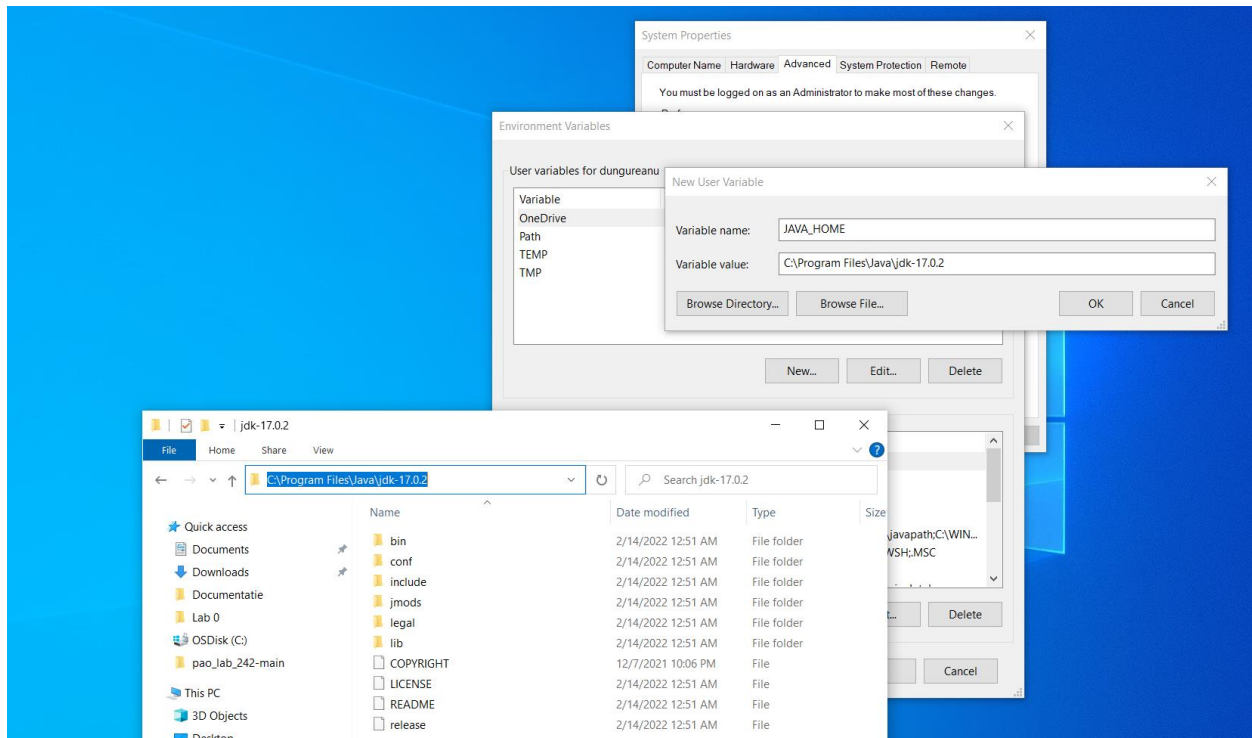 System Properties
Computer Name Hardware Advanced System Protection Remote
You must be logged on as an Administrator to make most of these changes.
Environment Variables
User variables for dungureanu
Variable
OneDrive
Path
TEMP
TMP
New User Variable
Variable name: JAVA_HOME
Variable value: C:\Program Files\Java\jdk-17.0.2
Browse Directory... Browse File... OK Cancel
New... Edit... Delete
jdk-17.0.2
File Home Share View
C:\Program Files\Java\jdk-17.0.2 Search jdk-17.0.2
Name Date modified Type Size
Quick access
Documents
Downloads
Documentatie
Lab 0
OSDisk (C:)
pao_lab_242-main
This PC
3D Objects
Desktop
bin 2/14/2022 12:51 AM File folder
conf 2/14/2022 12:51 AM File folder
include 2/14/2022 12:51 AM File folder
jmods 2/14/2022 12:51 AM File folder
legal 2/14/2022 12:51 AM File folder
lib 2/14/2022 12:51 AM File folder
COPYRIGHT 12/7/2021 10:06 PM File
LICENSE 2/14/2022 12:51 AM File
README 2/14/2022 12:51 AM File
release 2/14/2022 12:51 AM File
\javapath;C:\WIN...
WSH;.MSC
Delete
Cancel